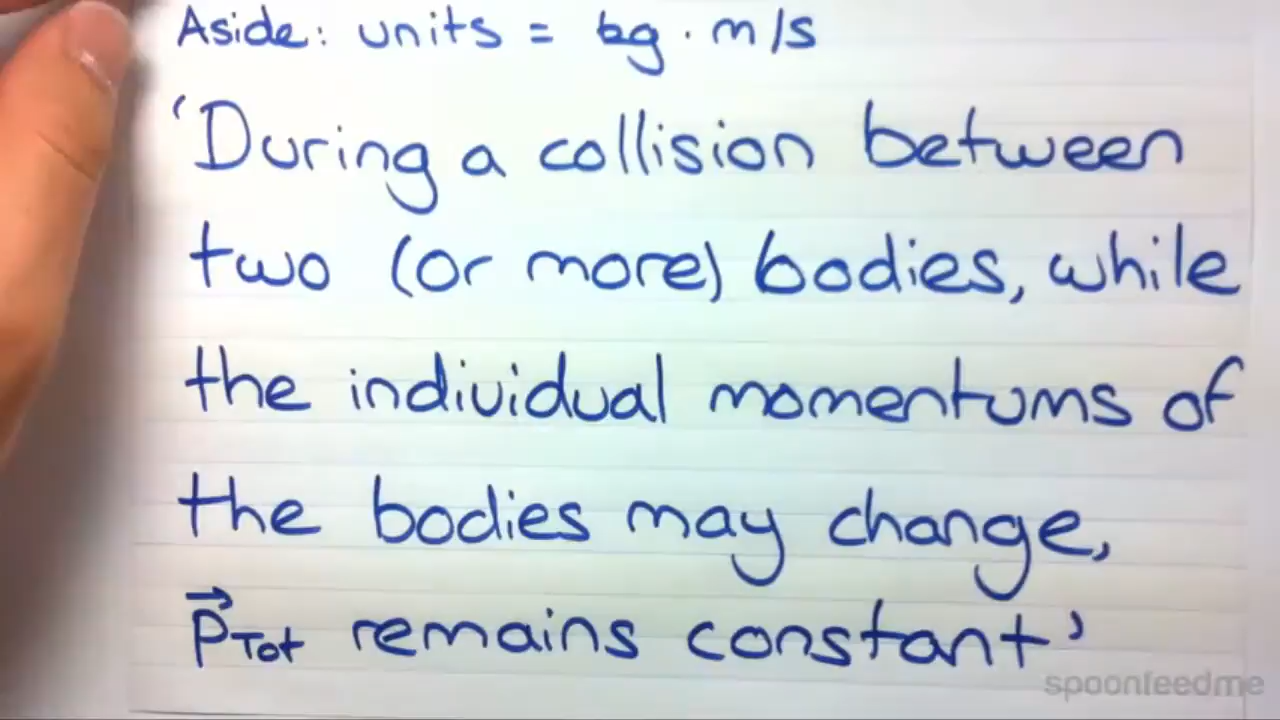 Aside: units = kg · m/s
'During a collision between
two (or more) bodies, while
the individual momentums of
the bodies may change,
p⃗Tot remains constant'
spoonfeedme